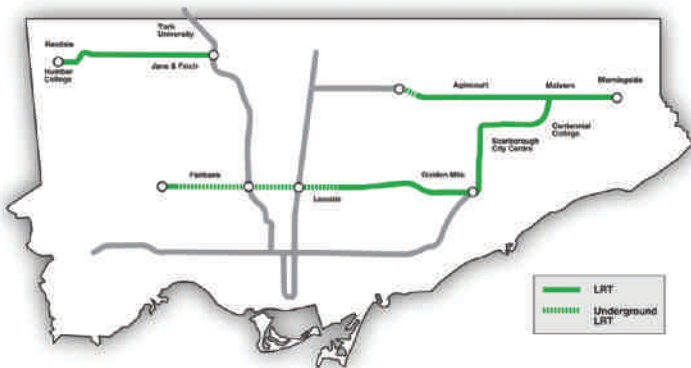 York
University
Rexdale
Humber
College
Jane & Finch
Agincourt
Malvern
Morningside
Centennial
College
Scarborough
City Centre
Golden Mile
Fairbank
Leaside
LRT
Underground
LRT